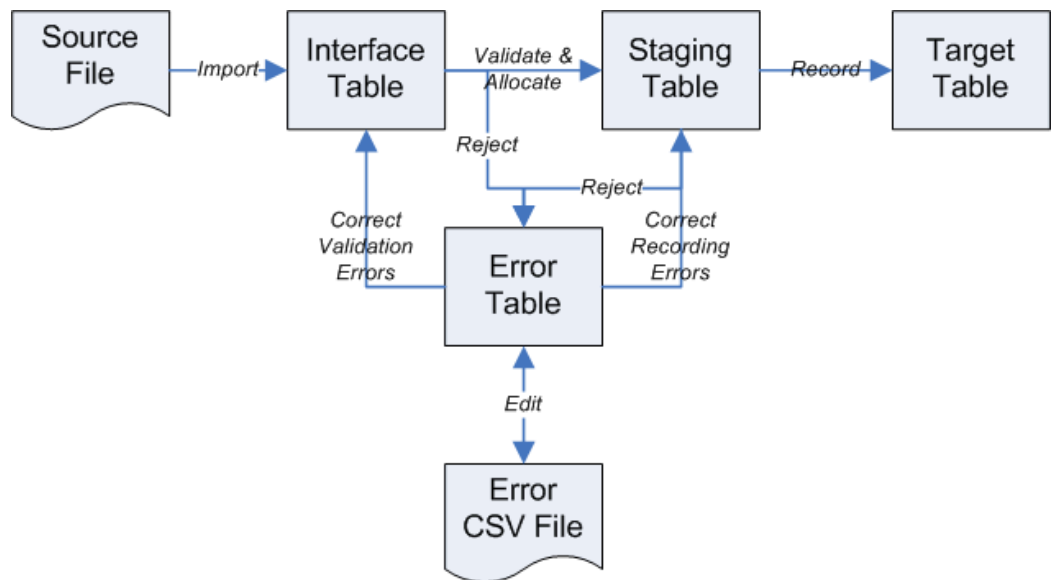 Source
File
Import
Interface
Table
Validate &
Allocate
Staging
Table
Record
Target
Table
Reject
Reject
Correct
Validation
Errors
Error
Table
Correct
Recording
Errors
Edit
Error
CSV File